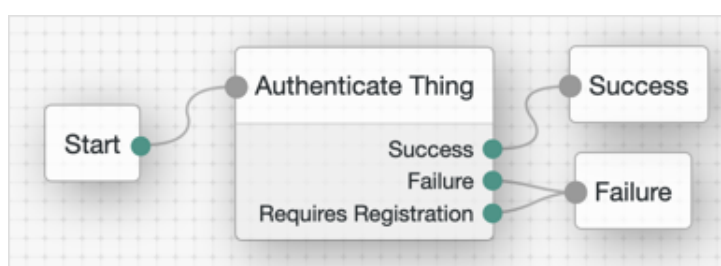 Start
Authenticate Thing
Success
Failure
Requires Registration
Success
Failure